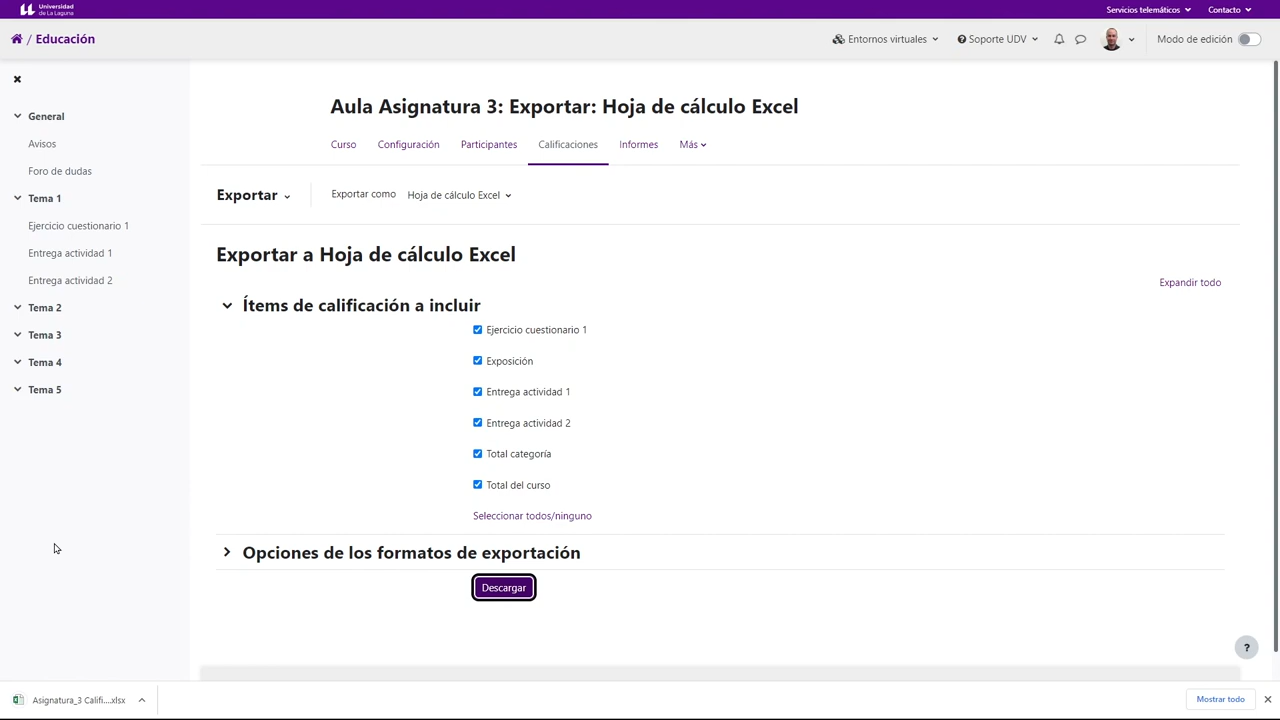 Universidad
de La Laguna
Servicios telemáticos
Contacto
/ Educación
Entornos virtuales
Soporte UDV
Modo de edición
General
Avisos
Foro de dudas
Tema 1
Ejercicio cuestionario 1
Entrega actividad 1
Entrega actividad 2
Tema 2
Tema 3
Tema 4
Tema 5
Aula Asignatura 3: Exportar: Hoja de cálculo Excel
Curso
Configuración
Participantes
Calificaciones
Informes
Más
Exportar
Exportar como
Hoja de cálculo Excel
Exportar a Hoja de cálculo Excel
Expandir todo
Ítems de calificación a incluir
Ejercicio cuestionario 1
Exposición
Entrega actividad 1
Entrega actividad 2
Total categoría
Total del curso
Seleccionar todos/ninguno
Opciones de los formatos de exportación
Descargar
?
Asignatura_3 Califi....xlsx
Mostrar todo